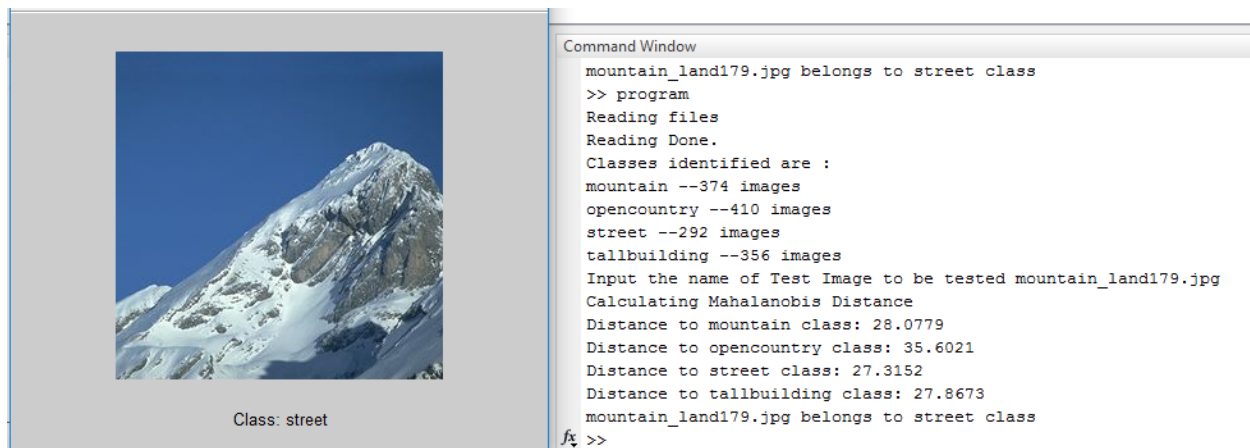 Class: street
Command Window
mountain_land179.jpg belongs to street class
>> program
Reading files
Reading Done.
Classes identified are :
mountain --374 images
opencountry --410 images
street --292 images
tallbuilding --356 images
Input the name of Test Image to be tested mountain_land179.jpg
Calculating Mahalanobis Distance
Distance to mountain class: 28.0779
Distance to opencountry class: 35.6021
Distance to street class: 27.3152
Distance to tallbuilding class: 27.8673
mountain_land179.jpg belongs to street class
fx >>